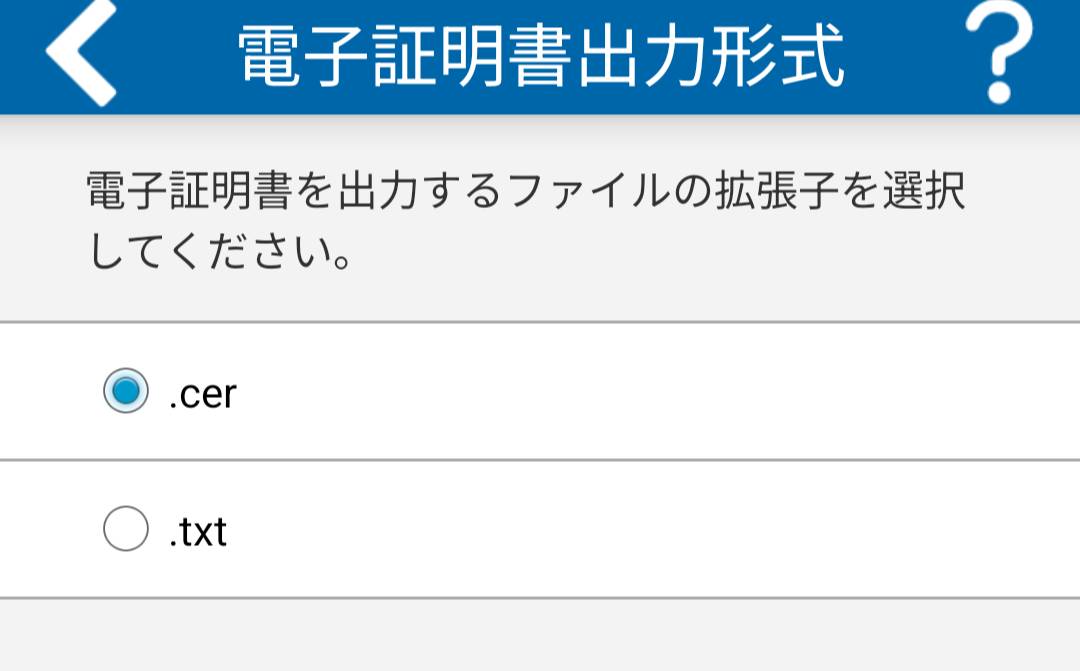 電子証明書出力形式
?
電子証明書を出力するファイルの拡張子を選択
してください。
.cer
.txt